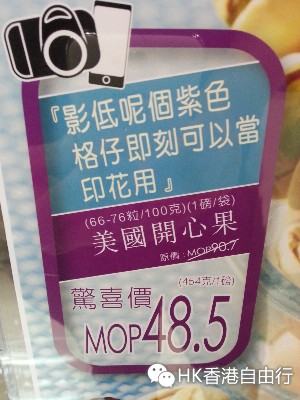 『影低呢個紫色
格仔即刻可以當
印花用』
(66-76粒/100克)(1磅/袋)
美國開心果
原價:MOP90.7
(454克/1磅)
驚喜價
MOP48.5
HK香港自由行